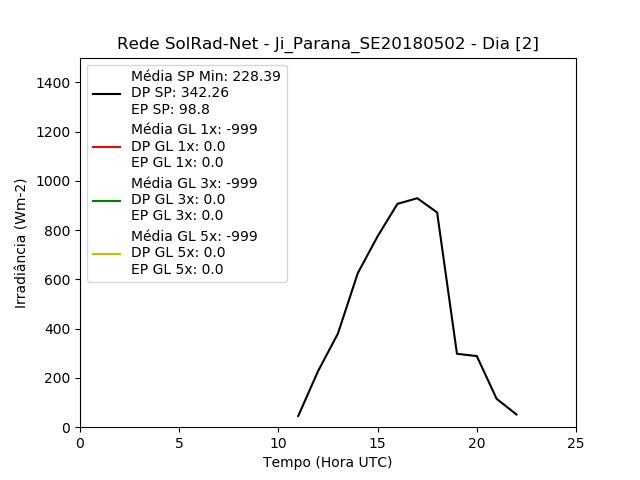 Rede SolRad-Net - Ji_Parana_SE20180502 - Dia [2]
Média SP Min: 228.39
DP SP: 342.26
EP SP: 98.8
Média GL 1x: -999
DP GL 1x: 0.0
EP GL 1x: 0.0
Média GL 3x: -999
DP GL 3x: 0.0
EP GL 3x: 0.0
Média GL 5x: -999
DP GL 5x: 0.0
EP GL 5x: 0.0
Irradiância (Wm-2)
1400
1200
1000
800
600
400
200
0
0 5 10 15 20 25
Tempo (Hora UTC)